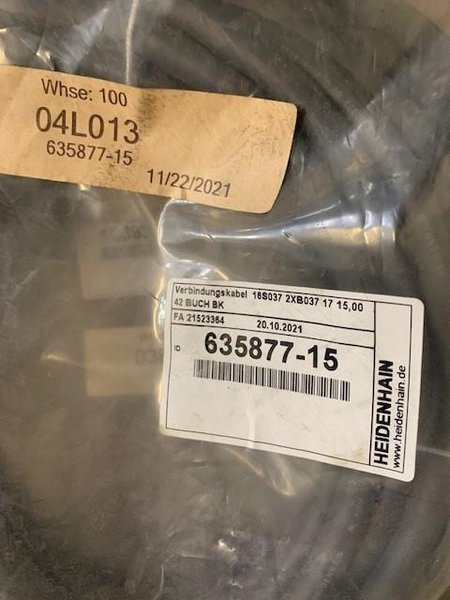 Whse: 100
04L013
635877-15
11/22/2021
Verbindungskabel 16S037 2XB037 17 15,00
42 IBUCH BK
FA 21523364
20.10.2021
ID
635877-15
HEIDENHAIN
www.heidenhain.de